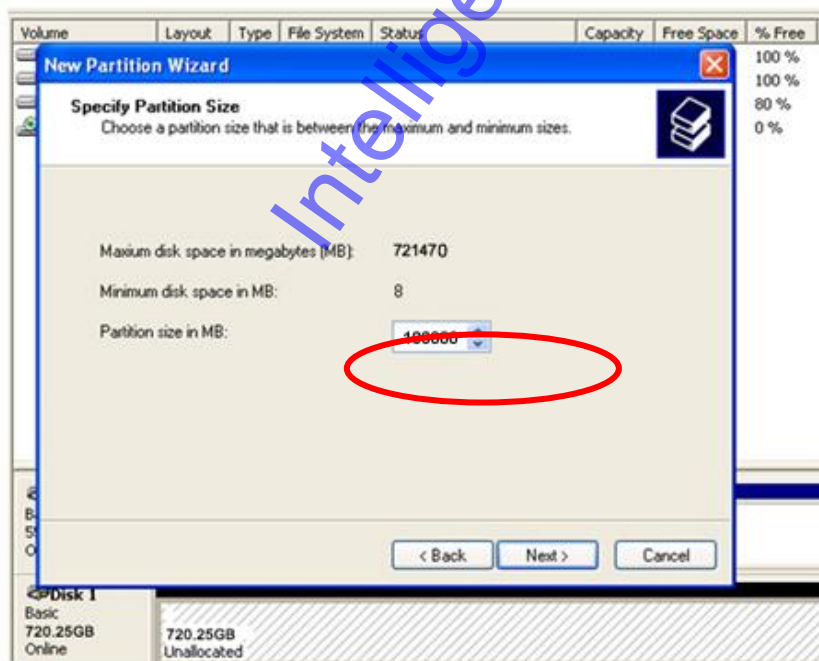 Volume Layout Type File System Status Capacity Free Space % Free
New Partition Wizard
100 %
100 %
Specify Partition Size
80 %
Choose a partition size that is between the maximum and minimum sizes.
0 %
Intellige
Maxium disk space in megabytes (MB): 721470
Minimum disk space in MB: 8
Partition size in MB: 100000
< Back Next > Cancel
Disk 1
Basic
720.25GB 720.25GB
Online Unallocated